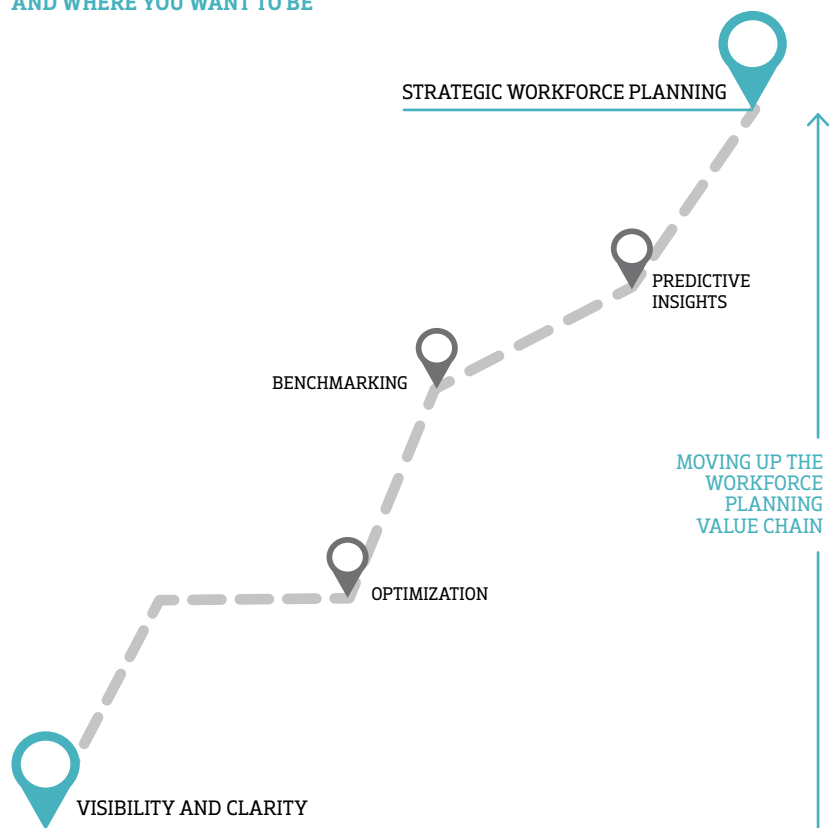 AND WHERE YOU WANT TO BE
STRATEGIC WORKFORCE PLANNING
PREDICTIVE
INSIGHTS
BENCHMARKING
MOVING UP THE
WORKFORCE
PLANNING
VALUE CHAIN
OPTIMIZATION
VISIBILITY AND CLARITY